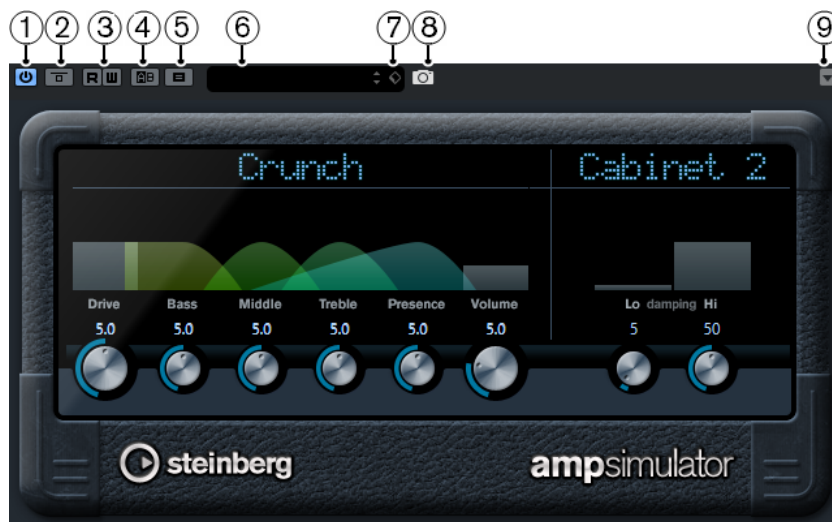 1 2 3 4 5 6 7 8 9
R W A B
Crunch Cabinet 2
Drive Bass Middle Treble Presence Volume Lo damping Hi
5.0 5.0 5.0 5.0 5.0 5.0 5 50
steinberg ampsimulator